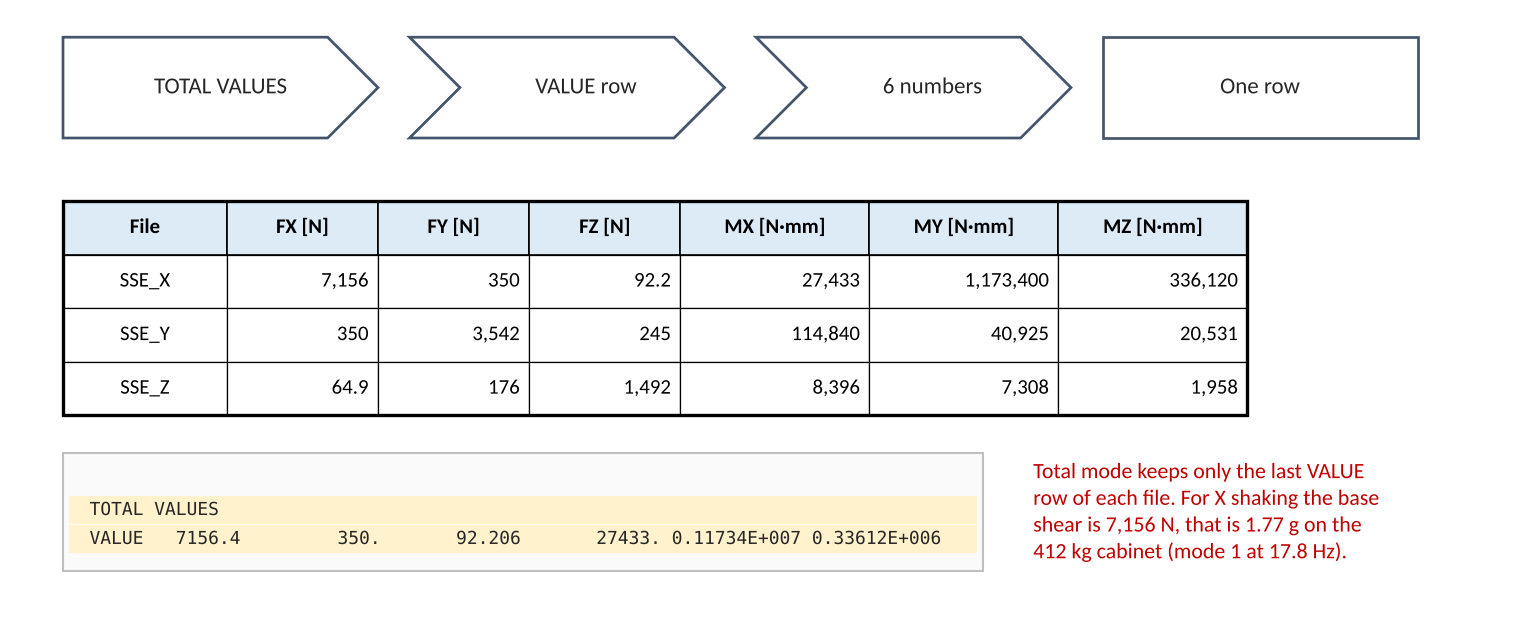 TOTAL VALUES
VALUE row
6 numbers
One row
File FX [N] FY [N] FZ [N] MX [N·mm] MY [N·mm] MZ [N·mm]
SSE_X 7,156 350 92.2 27,433 1,173,400 336,120
SSE_Y 350 3,542 245 114,840 40,925 20,531
SSE_Z 64.9 176 1,492 8,396 7,308 1,958
TOTAL VALUES
VALUE 7156.4 350. 92.206 27433. 0.11734E+007 0.33612E+006
Total mode keeps only the last VALUE
row of each file. For X shaking the base
shear is 7,156 N, that is 1.77 g on the
412 kg cabinet (mode 1 at 17.8 Hz).